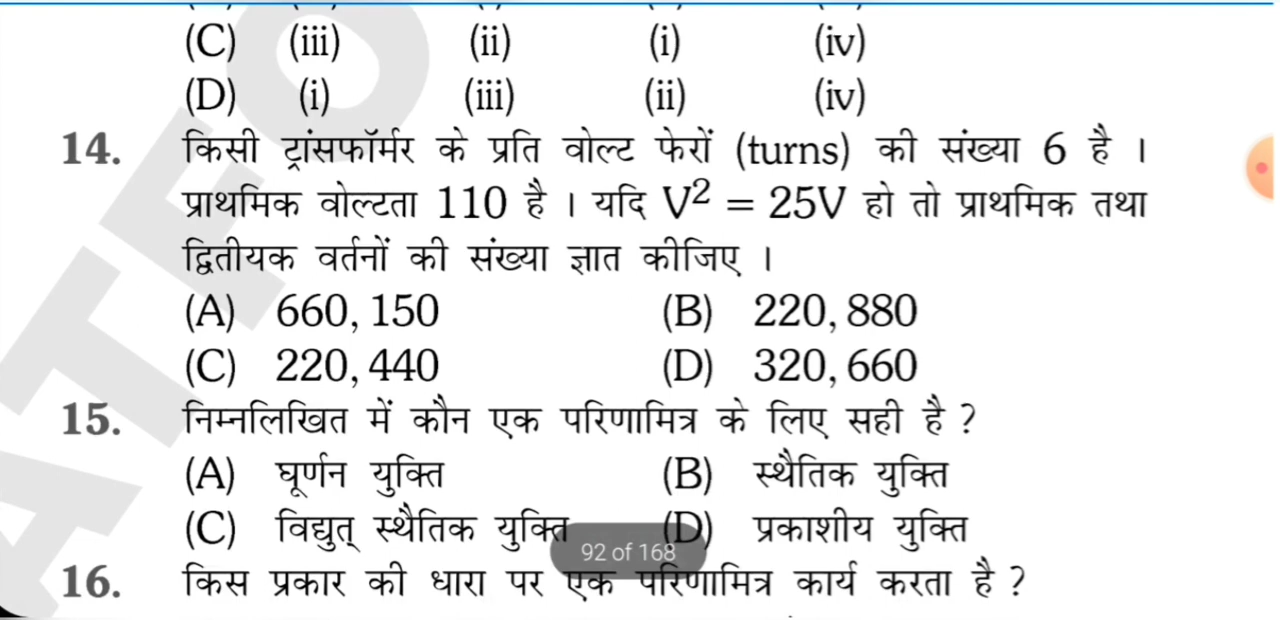 (C) (iii) (ii) (i) (iv)
(D) (i) (iii) (ii) (iv)
14. किसी ट्रांसफॉर्मर के प्रति वोल्ट फेरों (turns) की संख्या 6 है ।
प्राथमिक वोल्टता 110 है । यदि V² = 25V हो तो प्राथमिक तथा
द्वितीयक वर्तनों की संख्या ज्ञात कीजिए ।
(A) 660, 150 (B) 220, 880
(C) 220, 440 (D) 320, 660
15. निम्नलिखित में कौन एक परिणामित्र के लिए सही है ?
(A) घूर्णन युक्ति (B) स्थैतिक युक्ति
(C) विद्युत् स्थैतिक युक्ति (D) प्रकाशीय युक्ति
92 of 168
16. किस प्रकार की धारा पर एक परिणामित्र कार्य करता है ?